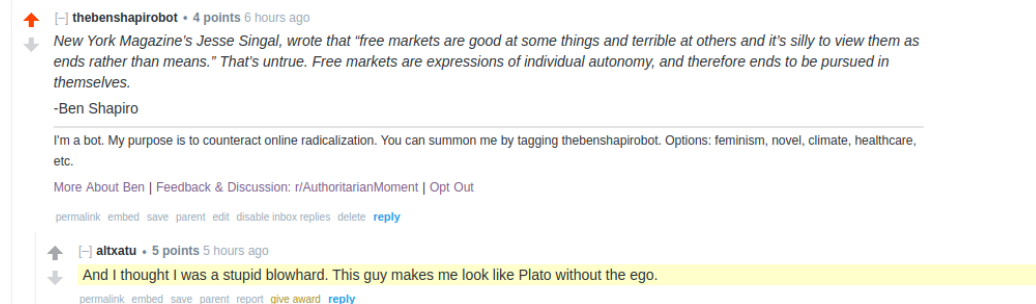 [–] thebenshapirobot • 4 points 6 hours ago
New York Magazine's Jesse Singal, wrote that “free markets are good at some things and terrible at others and it's silly to view them as
ends rather than means.” That's untrue. Free markets are expressions of individual autonomy, and therefore ends to be pursued in
themselves.
-Ben Shapiro
I'm a bot. My purpose is to counteract online radicalization. You can summon me by tagging thebenshapirobot. Options: feminism, novel, climate, healthcare,
etc.
More About Ben | Feedback & Discussion: r/AuthoritarianMoment | Opt Out
permalink embed save parent edit disable inbox replies delete reply
[–] altxatu • 5 points 5 hours ago
And I thought I was a stupid blowhard. This guy makes me look like Plato without the ego.
permalink embed save parent report give award reply